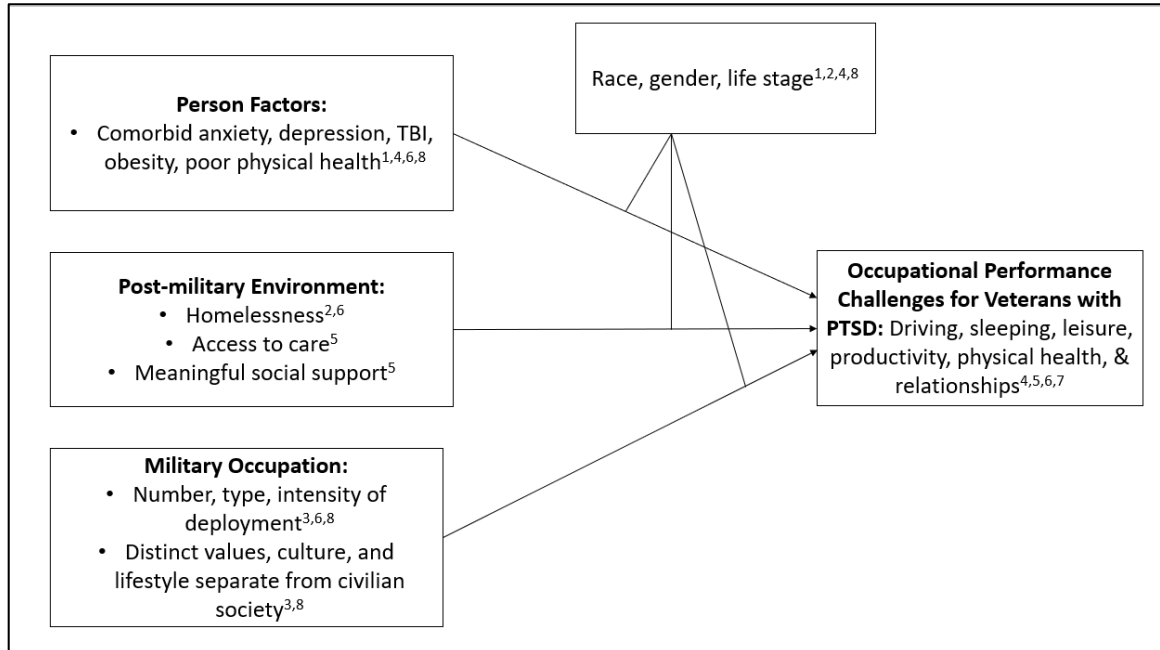 Person Factors:
• Comorbid anxiety, depression, TBI,
obesity, poor physical health1,4,6,8
Race, gender, life stage1,2,4,8
Post-military Environment:
• Homelessness2,6
• Access to care5
• Meaningful social support5
Military Occupation:
• Number, type, intensity of
deployment3,6,8
• Distinct values, culture, and
lifestyle separate from civilian
society3,8
Occupational Performance
Challenges for Veterans with
PTSD: Driving, sleeping, leisure,
productivity, physical health, &
relationships4,5,6,7